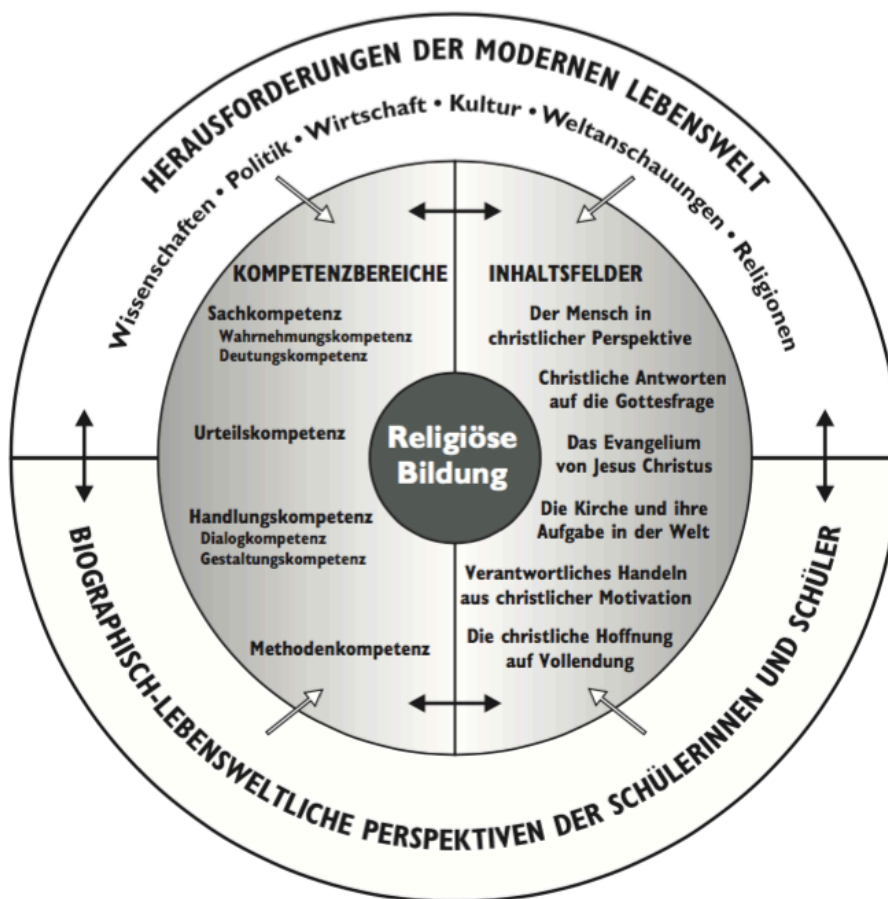 HERAUSFORDERUNGEN DER MODERNEN LEBENSWELT
Wissenschaften • Politik • Wirtschaft • Kultur • Weltanschauungen • Religionen
KOMPETENZBEREICHE
Sachkompetenz
Wahrnehmungskompetenz
Deutungskompetenz
Urteilskompetenz
Handlungskompetenz
Dialogkompetenz
Gestaltungskompetenz
Methodenkompetenz
Religiöse
Bildung
INHALTSFELDER
Der Mensch in
christlicher Perspektive
Christliche Antworten
auf die Gottesfrage
Das Evangelium
von Jesus Christus
Die Kirche und ihre
Aufgabe in der Welt
Verantwortliches Handeln
aus christlicher Motivation
Die christliche Hoffnung
auf Vollendung
BIOGRAPHISCH-LEBENSWELTLICHE PERSPEKTIVEN DER SCHÜLERINNEN UND SCHÜLER